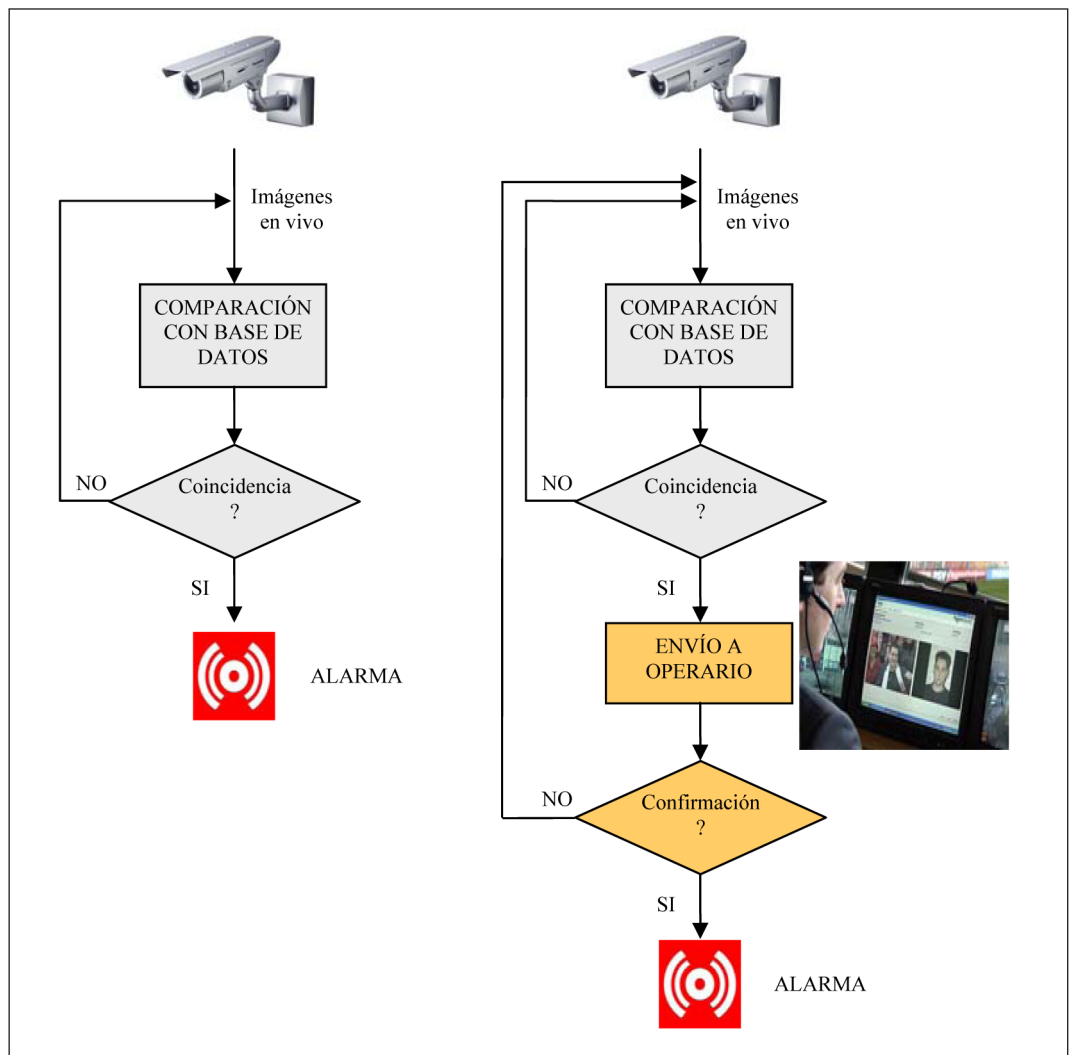 Imágenes
en vivo
COMPARACIÓN
CON BASE DE
DATOS
Coincidencia
?
NO
SI
ALARMA
Imágenes
en vivo
COMPARACIÓN
CON BASE DE
DATOS
Coincidencia
?
NO
SI
ENVÍO A
OPERARIO
Confirmación
?
NO
SI
ALARMA